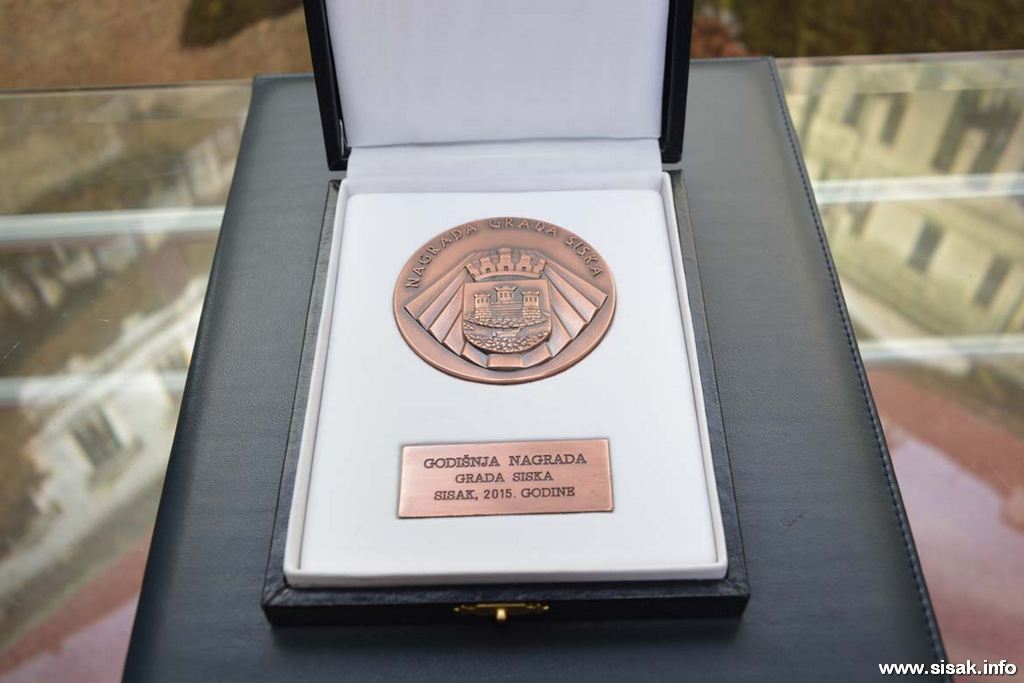 NAGRADA GRADA SISKA
GODIŠNJA NAGRADA
GRADA SISKA
SISAK, 2015. GODINE
www.sisak.info